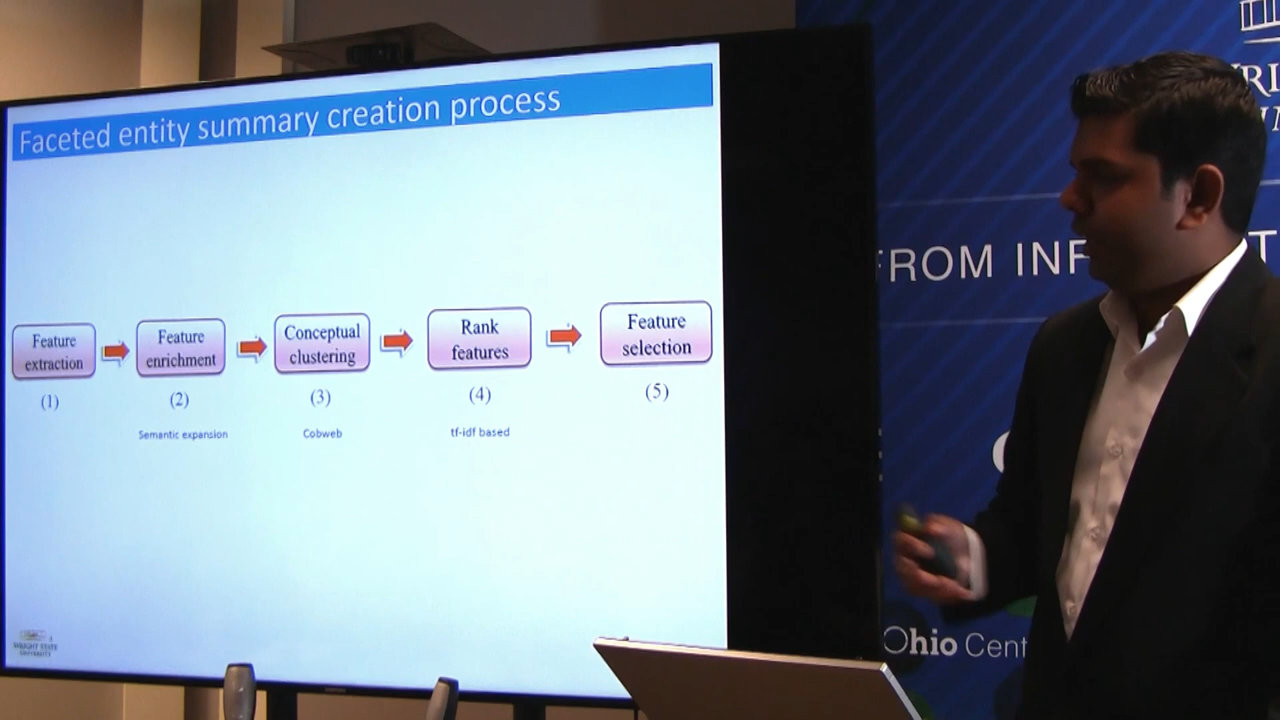 Faceted entity summary creation process
Feature
extraction
Feature
enrichment
Conceptual
clustering
Rank
features
Feature
selection
(1)
(2)
(3)
(4)
(5)
Semantic expansion
Cobweb
tf-idf based
WRIGHT STATE
UNIVERSITY
FROM INF
Ohio Cent